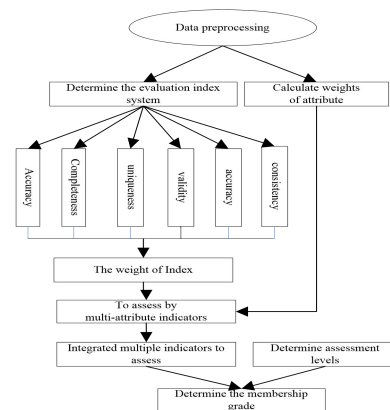 Data preprocessing
Determine the evaluation index
system
Calculate weights
of attribute
Accuracy
Completeness
uniqueness
validity
accuracy
consistency
The weight of Index
To assess by
multi-attribute indicators
Integrated multiple indicators to
assess
Determine assessment
levels
Determine the membership
grade